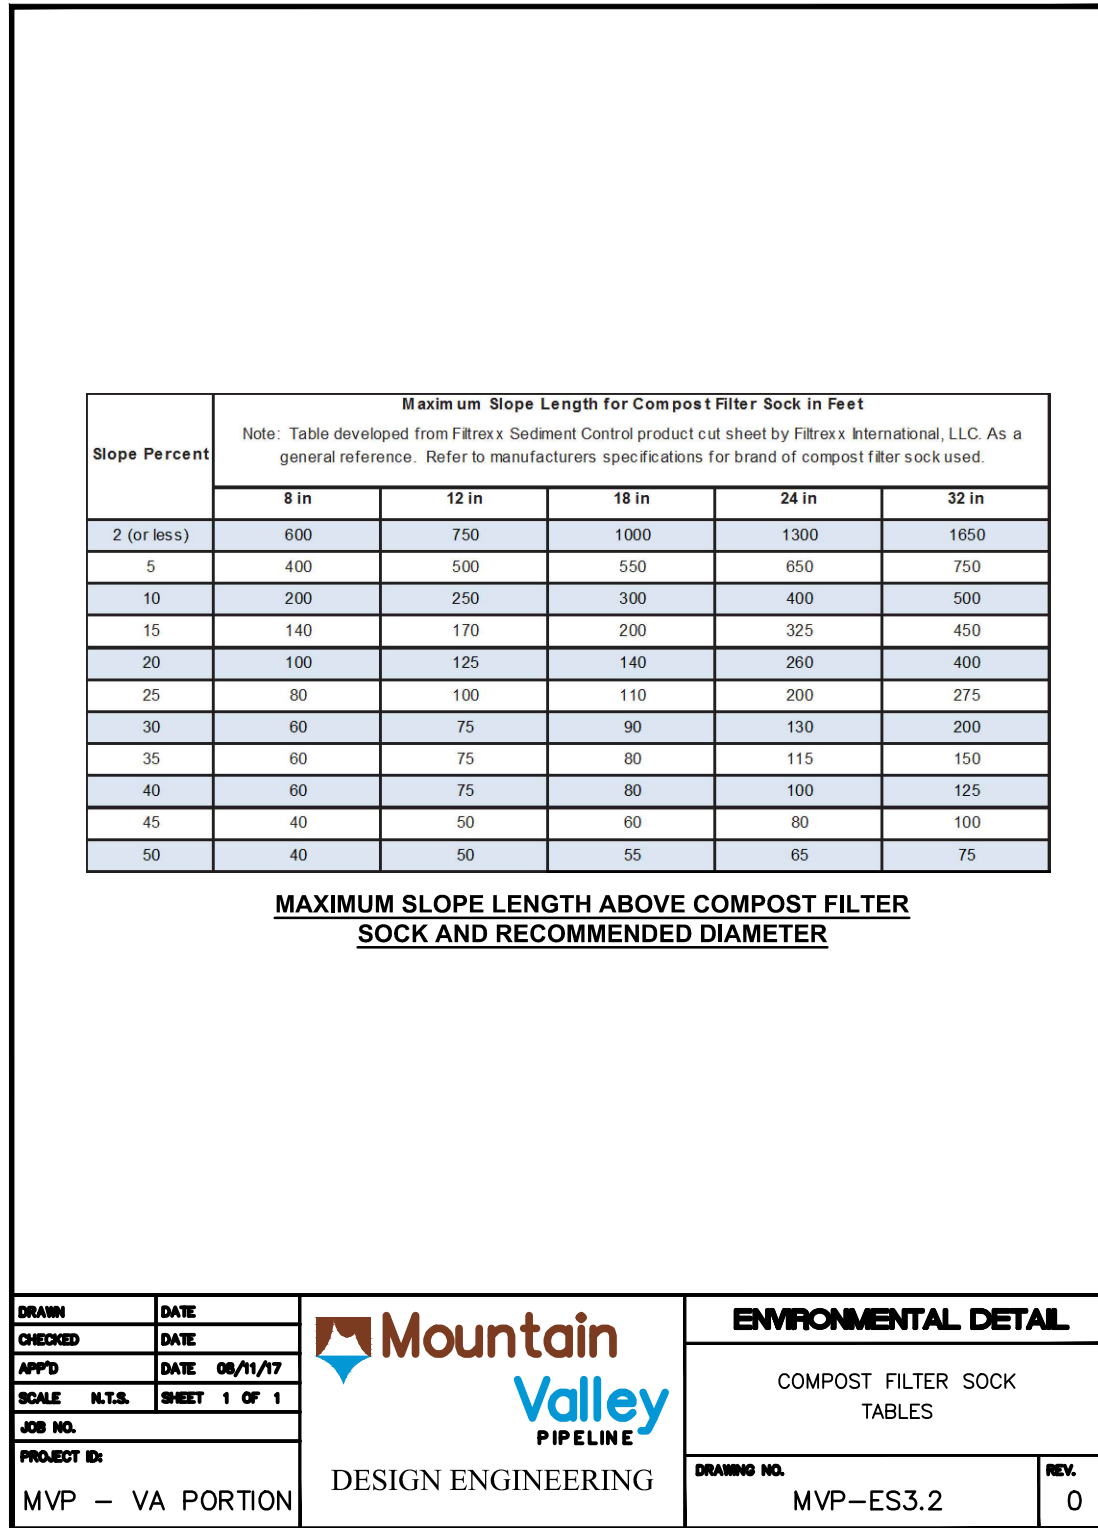 Maximum Slope Length for Compost Filter Sock in Feet
Note: Table developed from Filtrexx Sediment Control product cut sheet by Filtrexx International, LLC. As a
general reference. Refer to manufacturers specifications for brand of compost filter sock used.
Slope Percent
8 in 12 in 18 in 24 in 32 in
2 (or less) 600 750 1000 1300 1650
5 400 500 550 650 750
10 200 250 300 400 500
15 140 170 200 325 450
20 100 125 140 260 400
25 80 100 110 200 275
30 60 75 90 130 200
35 60 75 80 115 150
40 60 75 80 100 125
45 40 50 60 80 100
50 40 50 55 65 75
MAXIMUM SLOPE LENGTH ABOVE COMPOST FILTER
SOCK AND RECOMMENDED DIAMETER
DRAWN DATE
CHECKED DATE
APP'D DATE 08/11/17
SCALE N.T.S. SHEET 1 OF 1
JOB NO.
PROJECT ID:
MVP – VA PORTION
Mountain
Valley
PIPELINE
DESIGN ENGINEERING
ENVIRONMENTAL DETAIL
COMPOST FILTER SOCK
TABLES
DRAWING NO.
MVP–ES3.2
REV.
0